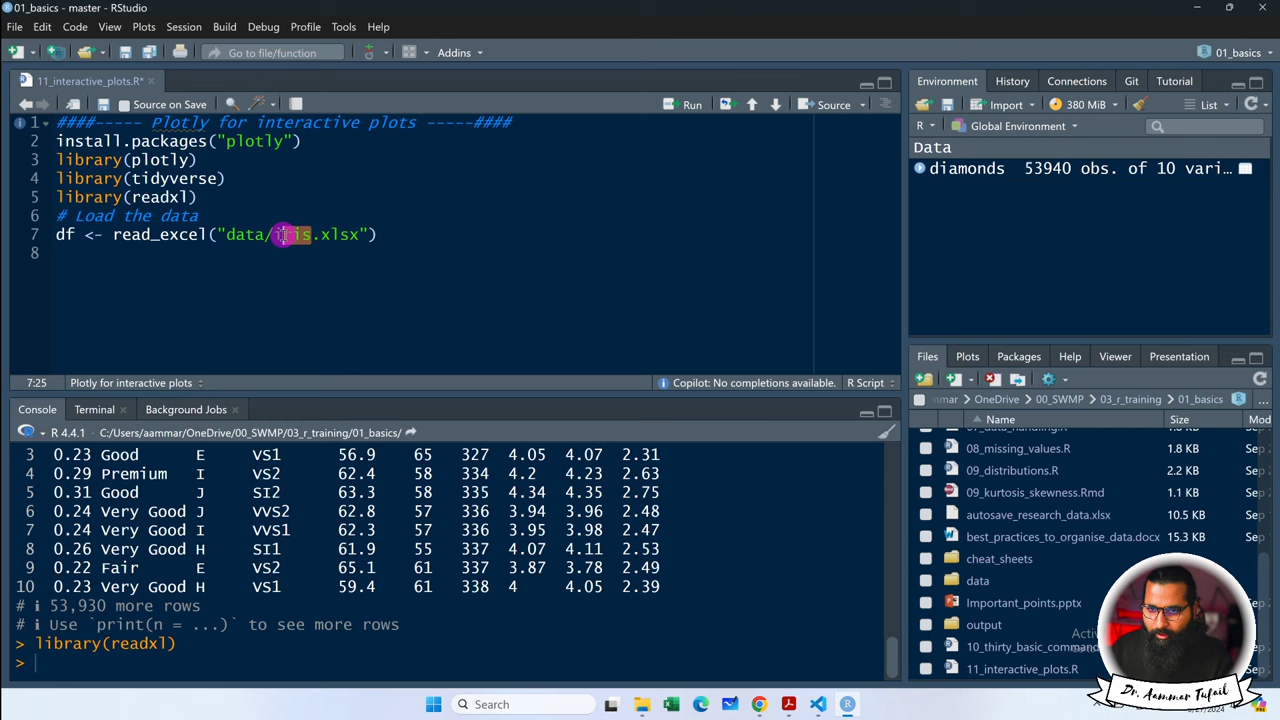 01_basics - master - RStudio
File Edit Code View Plots Session Build Debug Profile Tools Help
Go to file/function
Addins
01_basics
11_interactive_plots.R*
Source on Save
Run
Source
1 ####----- Plotly for interactive plots -----####
2 install.packages("plotly")
3 library(plotly)
4 library(tidyverse)
5 library(readxl)
6 # Load the data
7 df <- read_excel("data/iris.xlsx")
8
7:25 Plotly for interactive plots
Copilot: No completions available.
R Script
Console Terminal Background Jobs
R 4.4.1 · C:/Users/aammar/OneDrive/00_SWMP/03_r_training/01_basics/
3 0.23 Good E VS1 56.9 65 327 4.05 4.07 2.31
4 0.29 Premium I VS2 62.4 58 334 4.2 4.23 2.63
5 0.31 Good J SI2 63.3 58 335 4.34 4.35 2.75
6 0.24 Very Good J VVS2 62.8 57 336 3.94 3.96 2.48
7 0.24 Very Good I VVS1 62.3 57 336 3.95 3.98 2.47
8 0.26 Very Good H SI1 61.9 55 337 4.07 4.11 2.53
9 0.22 Fair E VS2 65.1 61 337 3.87 3.78 2.49
10 0.23 Very Good H VS1 59.4 61 338 4 4.05 2.39
# ℹ 53,930 more rows
# ℹ Use `print(n = ...)` to see more rows
> library(readxl)
>
Environment History Connections Git Tutorial
Import
380 MiB
List
R
Global Environment
Data
diamonds 53940 obs. of 10 vari…
Files Plots Packages Help Viewer Presentation
mmar OneDrive 00_SWMP 03_r_training 01_basics ...
Name Size Mod
08_missing_values.R 1.8 KB Sep
09_distributions.R 2.2 KB Sep
09_kurtosis_skewness.Rmd 1.1 KB Sep
autosave_research_data.xlsx 10.5 KB Sep
best_practices_to_organise_data.docx 15.3 KB Sep
cheat_sheets
data
Important_points.pptx
output
10_thirty_basic_comman
11_interactive_plots.R
Activ
Dr. Aammar Tufail
Search